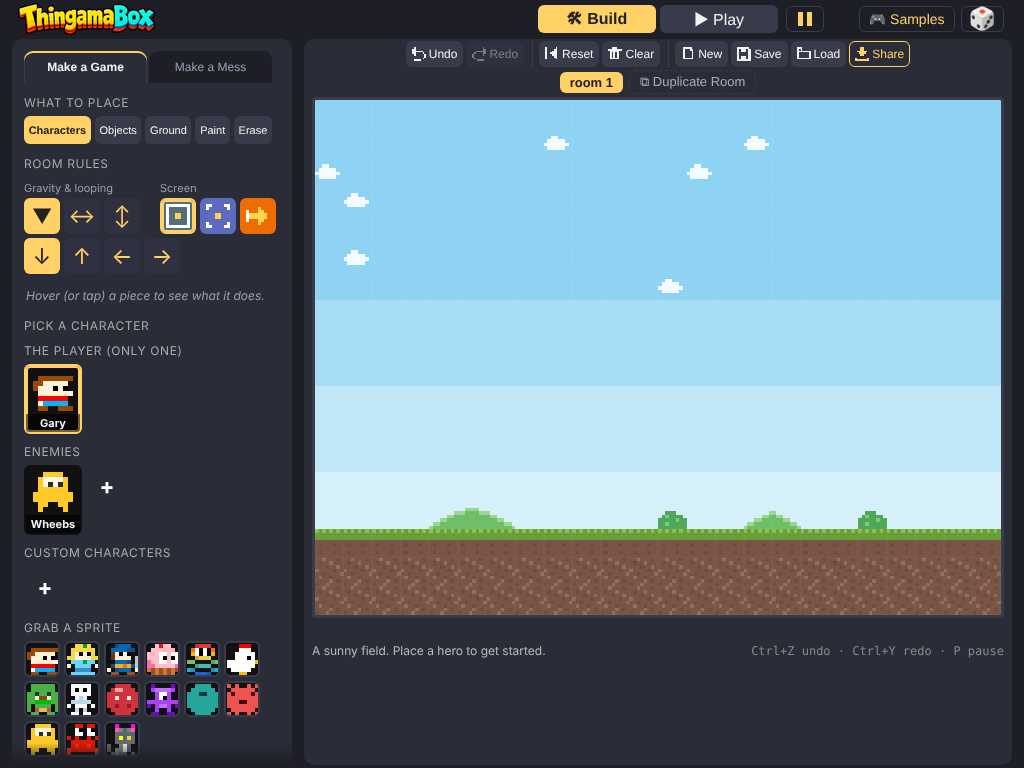 ThingamaBox
🛠 Build
▶ Play
🎮 Samples
Make a Game
Make a Mess
Undo
Redo
Reset
Clear
New
Save
Load
Share
room 1
⧉ Duplicate Room
WHAT TO PLACE
Characters
Objects
Ground
Paint
Erase
ROOM RULES
Gravity & looping
Screen
Hover (or tap) a piece to see what it does.
PICK A CHARACTER
THE PLAYER (ONLY ONE)
Gary
ENEMIES
Wheebs
+
CUSTOM CHARACTERS
+
GRAB A SPRITE
A sunny field. Place a hero to get started.
Ctrl+Z undo · Ctrl+Y redo · P pause